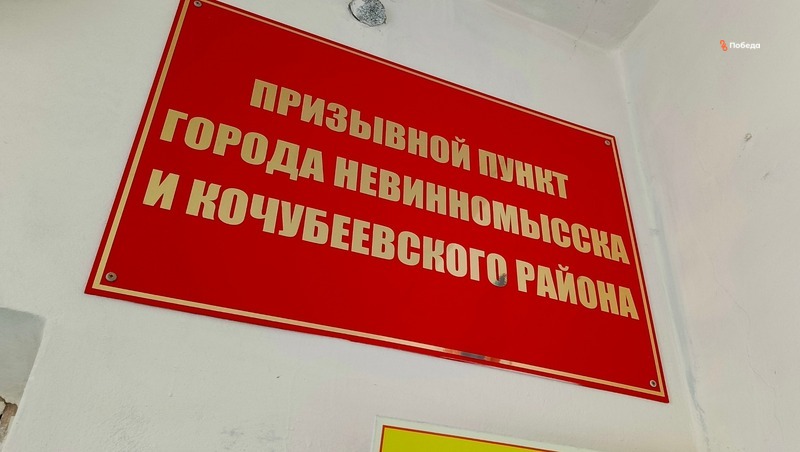 Победа
ПРИЗЫВНОЙ ПУНКТ
ГОРОДА НЕВИННОМЫССКА
И КОЧУБЕЕВСКОГО РАЙОНА